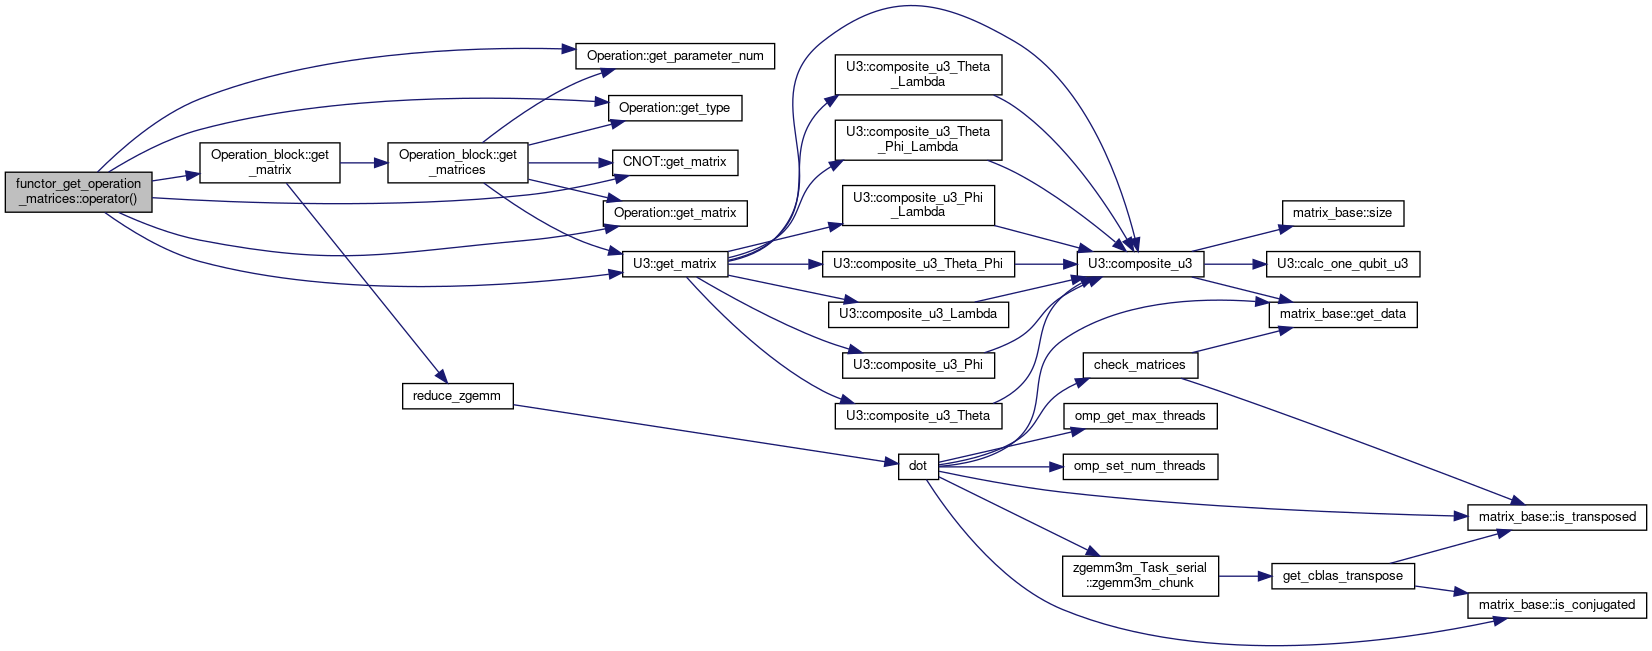 functor_get_operation
_matrices::operator()
Operation_block::get
_matrix
Operation_block::get
_matrices
reduce_zgemm
Operation::get_parameter_num
Operation::get_type
CNOT::get_matrix
Operation::get_matrix
U3::get_matrix
U3::composite_u3_Theta
_Lambda
U3::composite_u3_Theta
_Phi_Lambda
U3::composite_u3_Phi
_Lambda
U3::composite_u3_Theta_Phi
U3::composite_u3_Lambda
U3::composite_u3_Phi
U3::composite_u3_Theta
dot
U3::composite_u3
check_matrices
omp_get_max_threads
omp_set_num_threads
zgemm3m_Task_serial
::zgemm3m_chunk
matrix_base::size
U3::calc_one_qubit_u3
matrix_base::get_data
get_cblas_transpose
matrix_base::is_transposed
matrix_base::is_conjugated